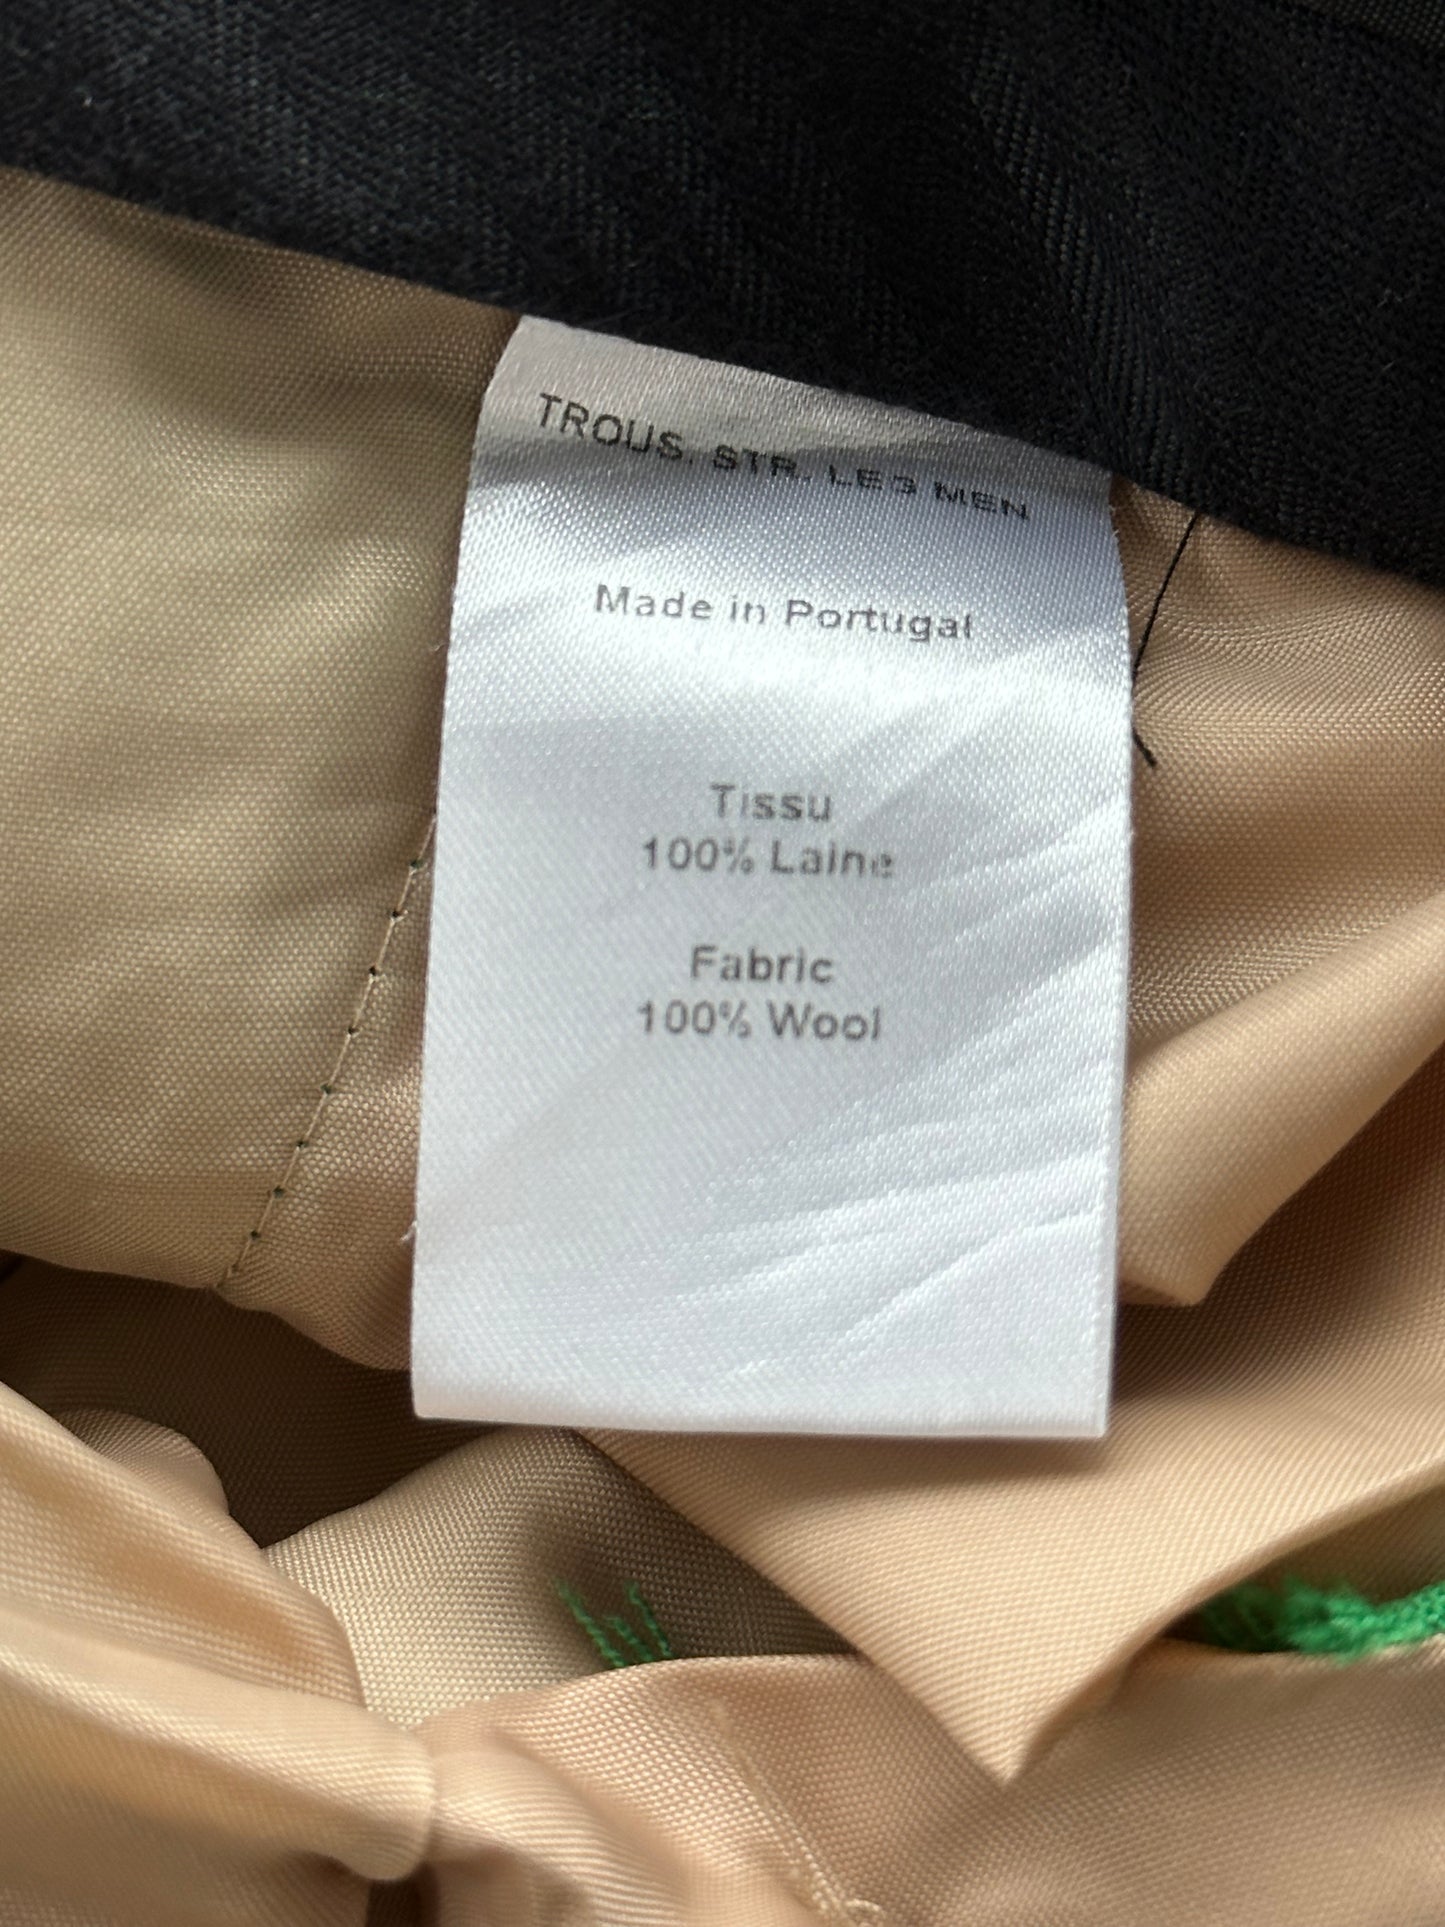 TROUS. STR. LEG MEN
Made in Portugal
Tissu
100% Laine
Fabric
100% Wool